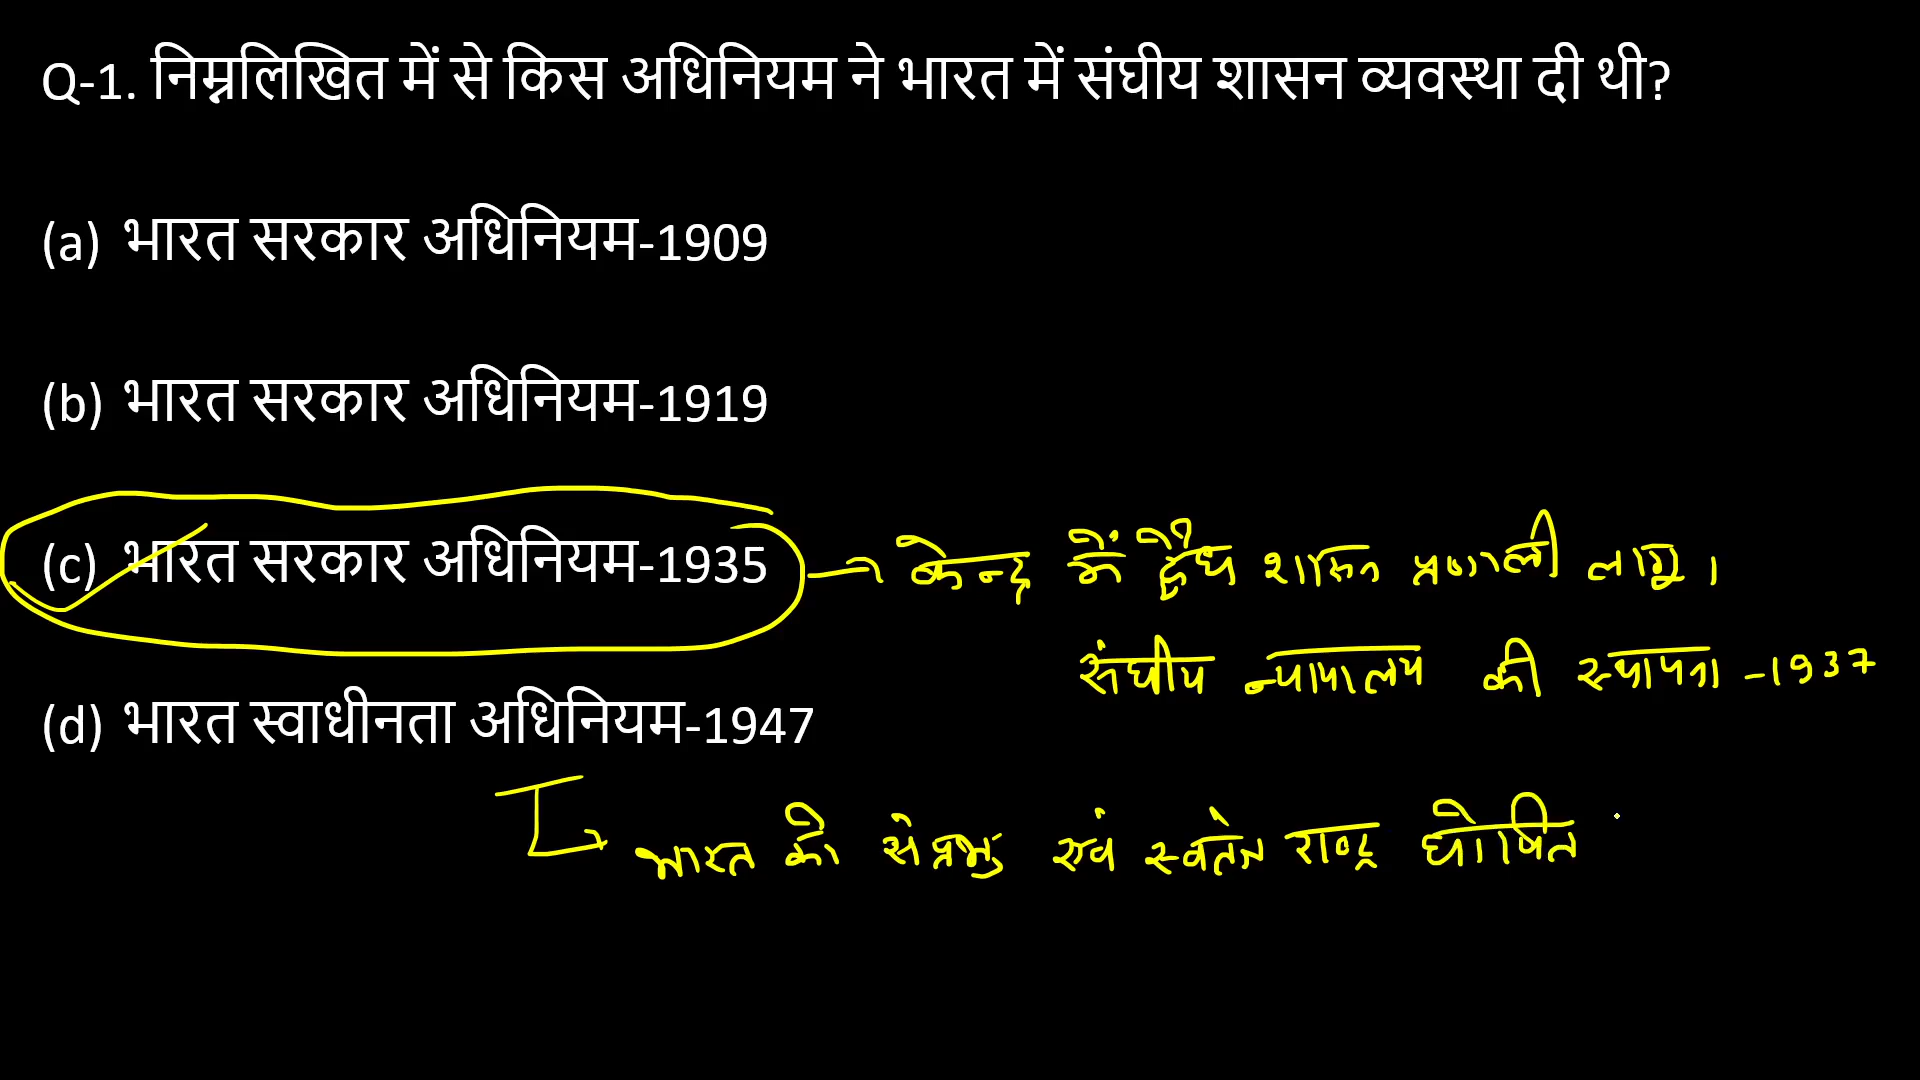 Q-1. निम्नलिखित में से किस अधिनियम ने भारत में संघीय शासन व्यवस्था दी थी?
(a) भारत सरकार अधिनियम-1909
(b) भारत सरकार अधिनियम-1919
(c) भारत सरकार अधिनियम-1935
केन्द्र में द्वैध शासन प्रणाली लागू ।
संघीय न्यायालय की स्थापना -1937
(d) भारत स्वाधीनता अधिनियम-1947
भारत को संप्रभु एवं स्वतंत्र राष्ट्र घोषित